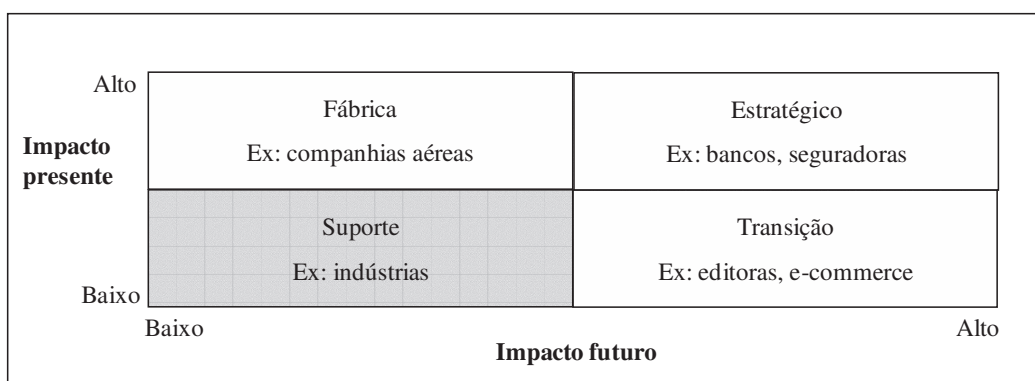 Alto
Fábrica
Estratégico
Impacto
presente
Ex: companhias aéreas
Ex: bancos, seguradoras
Suporte
Transição
Ex: indústrias
Ex: editoras, e-commerce
Baixo
Baixo
Alto
Impacto futuro